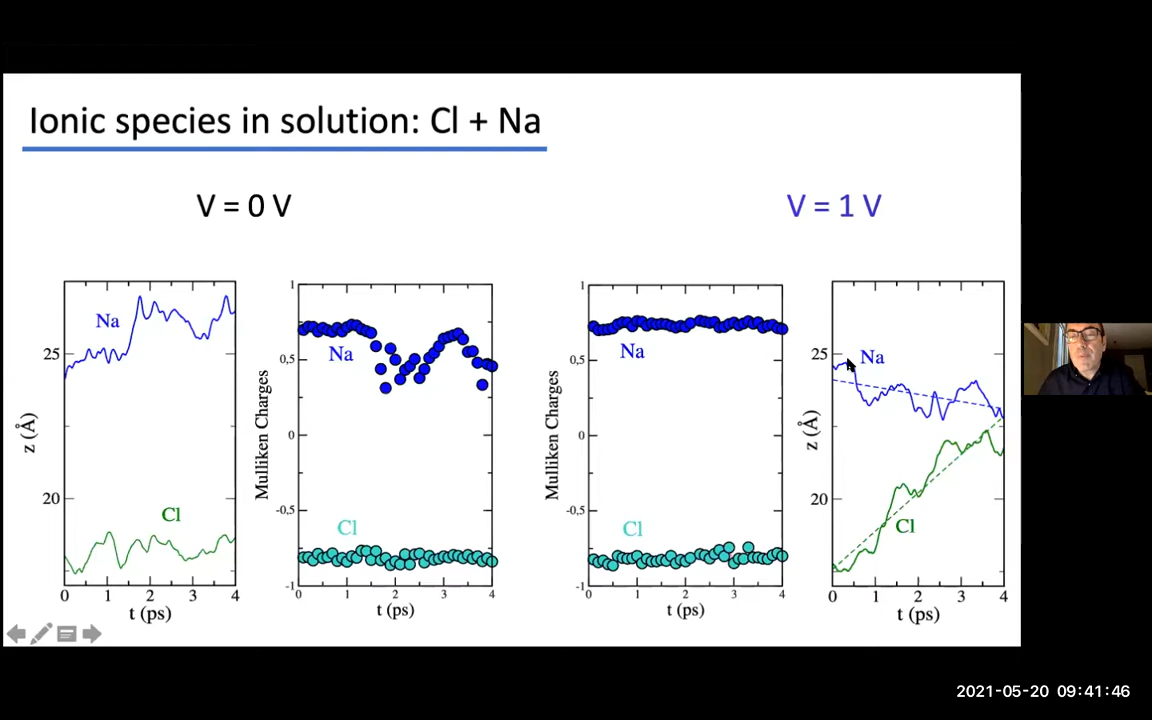 Ionic species in solution: Cl + Na
V = 0 V
V = 1 V
Na
25
z (Å)
20
Cl
0 1 2 3 4
t (ps)
1
0,5
0
-0,5
-1
Mulliken Charges
Na
Cl
0 1 2 3 4
t (ps)
1
0,5
0
-0,5
-1
Mulliken Charges
Na
Cl
0 1 2 3 4
t (ps)
25
z (Å)
20
Na
Cl
0 1 2 3 4
t (ps)
2021-05-20 09:41:46